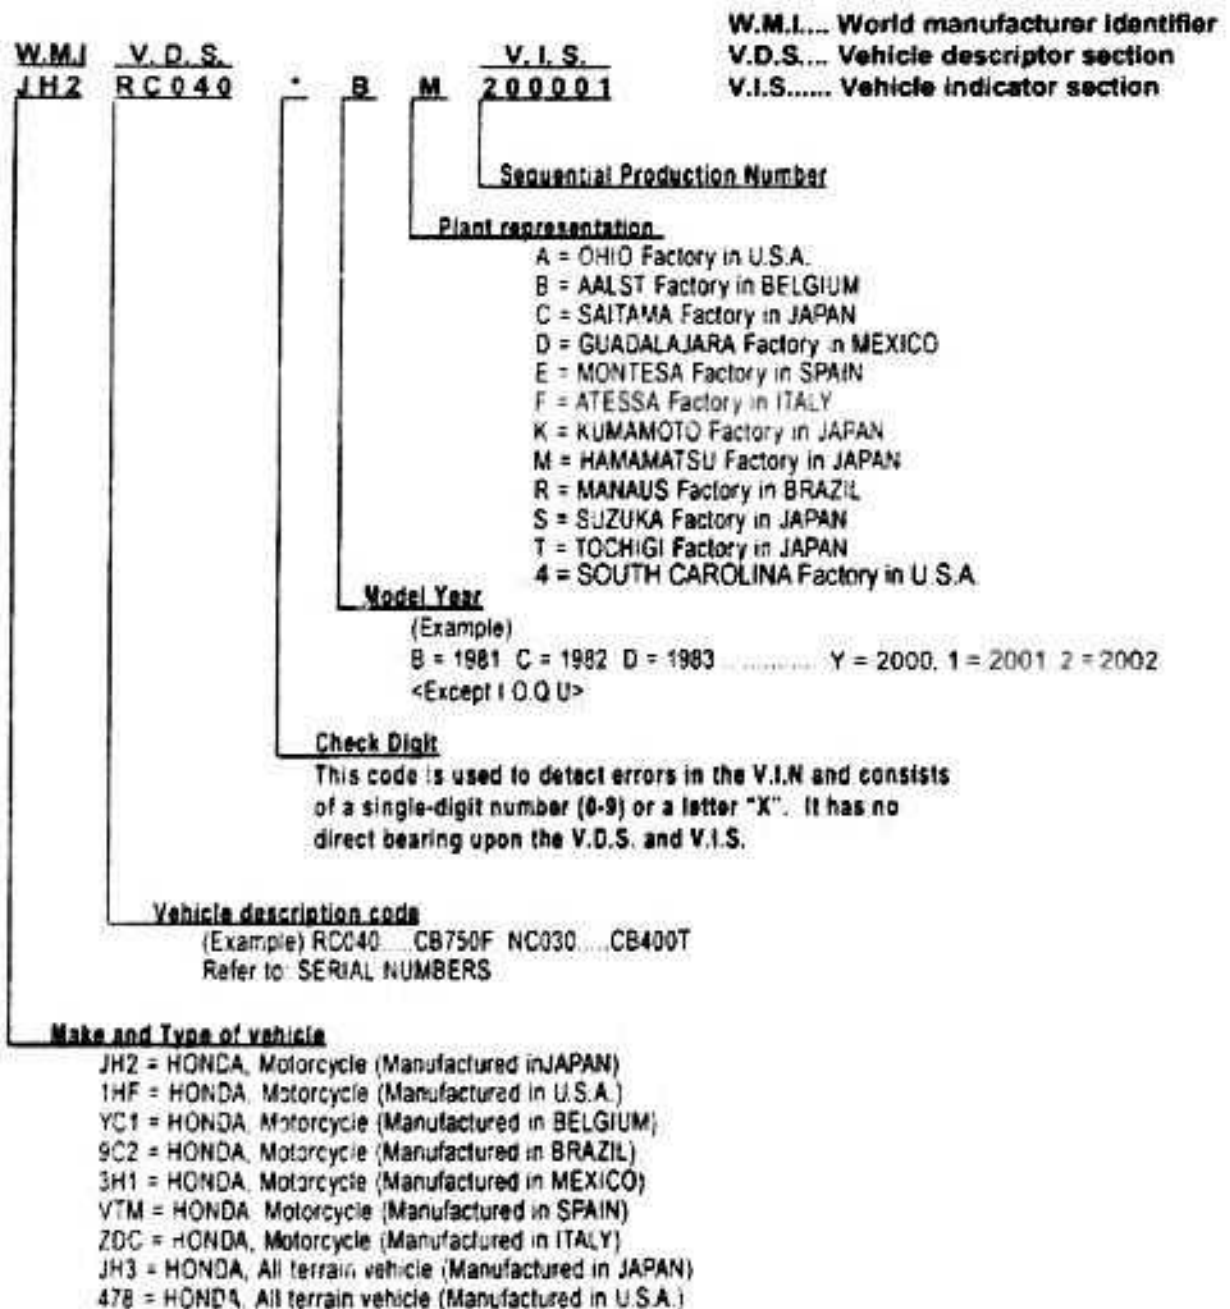 W.M.I.... World manufacturer identifier
W.M.I V. D. S. V. I. S. V.D.S.... Vehicle descriptor section
JH2 RC040 * B M 200001 V.I.S...... Vehicle indicator section
Sequential Production Number
Plant representation
A = OHIO Factory in U.S.A.
B = AALST Factory in BELGIUM
C = SAITAMA Factory in JAPAN
D = GUADALAJARA Factory in MEXICO
E = MONTESA Factory in SPAIN
F = ATESSA Factory in ITALY
K = KUMAMOTO Factory in JAPAN
M = HAMAMATSU Factory in JAPAN
R = MANAUS Factory in BRAZIL
S = SUZUKA Factory in JAPAN
T = TOCHIGI Factory in JAPAN
4 = SOUTH CAROLINA Factory in U.S.A
Model Year
(Example)
B = 1981 C = 1982 D = 1983 ............. Y = 2000, 1 = 2001 2 = 2002
<Except I O.Q U>
Check Digit
This code is used to detect errors in the V.I.N and consists
of a single-digit number (0-9) or a letter "X". It has no
direct bearing upon the V.D.S. and V.I.S.
Vehicle description code
(Example) RC040.....CB750F NC030.....CB400T
Refer to: SERIAL NUMBERS
Make and Type of vehicle
JH2 = HONDA, Motorcycle (Manufactured inJAPAN)
1HF = HONDA, Motorcycle (Manufactured in U.S.A.)
YC1 = HONDA, Motorcycle (Manufactured in BELGIUM)
9C2 = HONDA, Motorcycle (Manufactured in BRAZIL)
3H1 = HONDA, Motorcycle (Manufactured in MEXICO)
VTM = HONDA, Motorcycle (Manufactured in SPAIN)
ZDC = HONDA, Motorcycle (Manufactured in ITALY)
JH3 = HONDA, All terrain vehicle (Manufactured in JAPAN)
478 = HONDA, All terrain vehicle (Manufactured in U.S.A.)